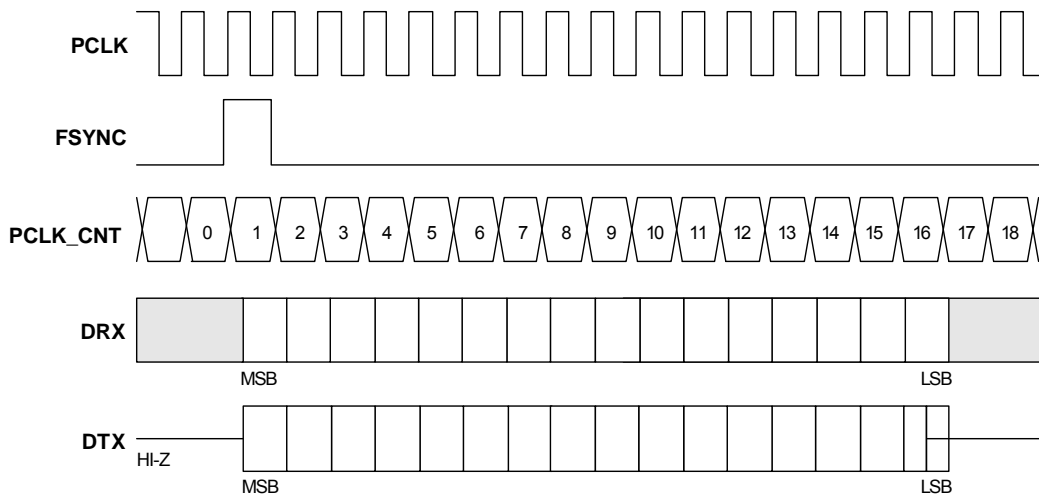 PCLK
FSYNC
PCLK_CNT 0 1 2 3 4 5 6 7 8 9 10 11 12 13 14 15 16 17 18
DRX
MSB LSB
DTX
HI-Z
MSB LSB